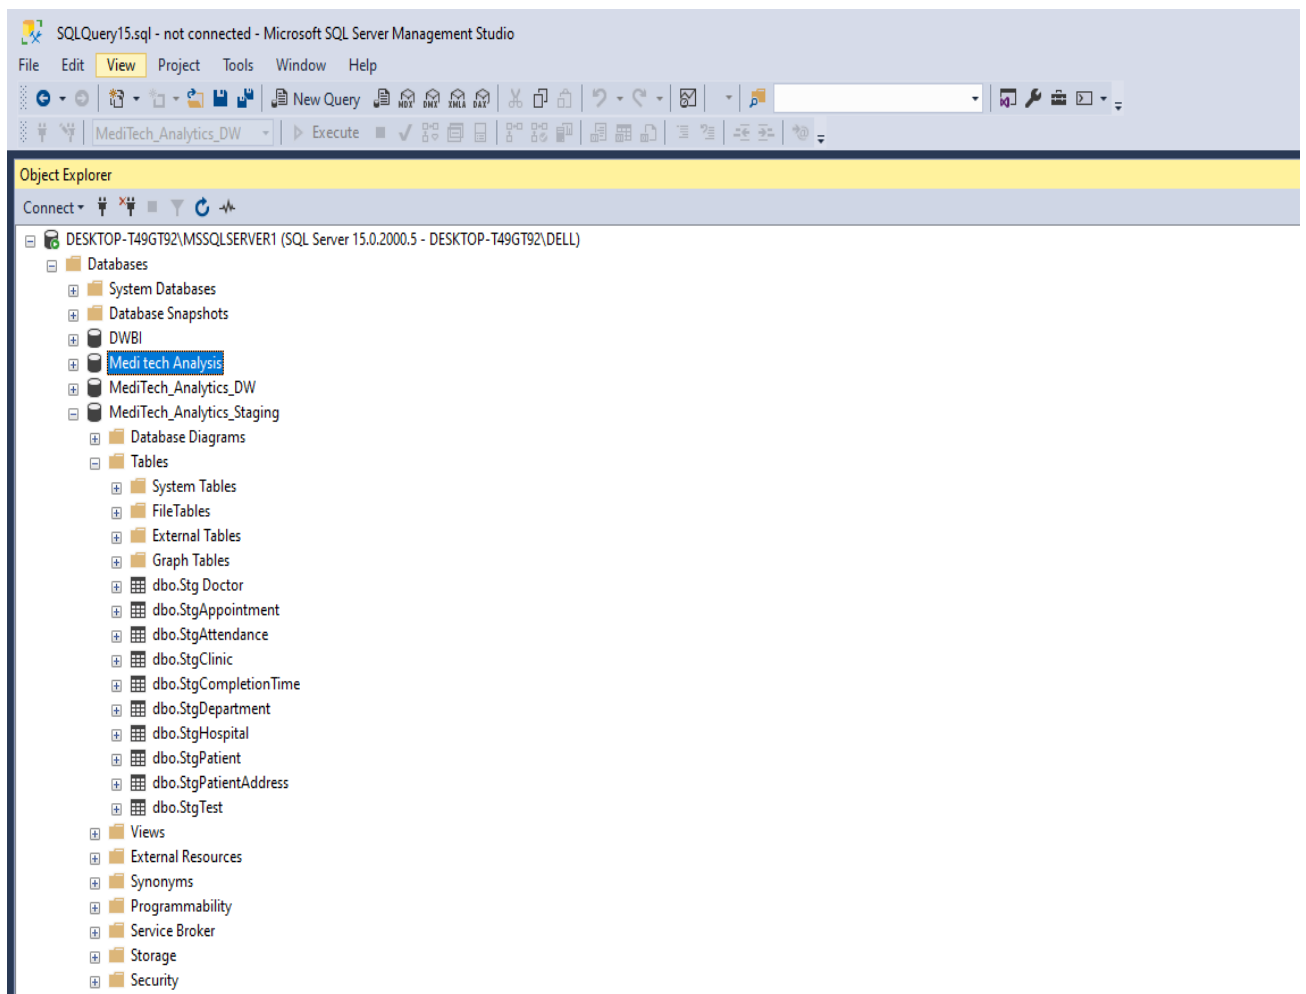 SQLQuery15.sql - not connected - Microsoft SQL Server Management Studio
File Edit View Project Tools Window Help
New Query MDX DMX XMLA DAX
MediTech_Analytics_DW Execute
Object Explorer
Connect
DESKTOP-T49GT92\MSSQLSERVER1 (SQL Server 15.0.2000.5 - DESKTOP-T49GT92\DELL)
Databases
System Databases
Database Snapshots
DWBI
Medi tech Analysis
MediTech_Analytics_DW
MediTech_Analytics_Staging
Database Diagrams
Tables
System Tables
FileTables
External Tables
Graph Tables
dbo.Stg Doctor
dbo.StgAppointment
dbo.StgAttendance
dbo.StgClinic
dbo.StgCompletionTime
dbo.StgDepartment
dbo.StgHospital
dbo.StgPatient
dbo.StgPatientAddress
dbo.StgTest
Views
External Resources
Synonyms
Programmability
Service Broker
Storage
Security